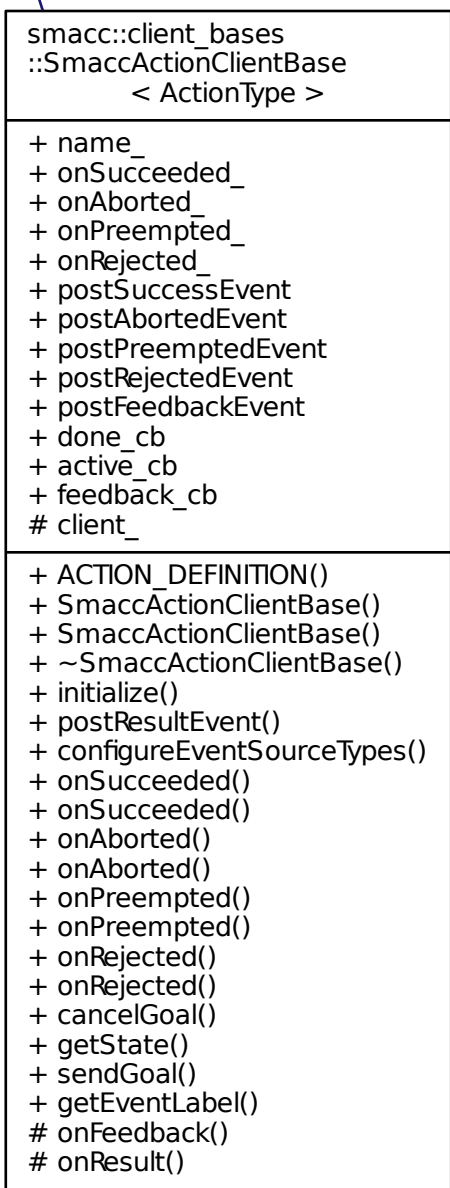 smacc::client_bases
::SmaccActionClientBase
< ActionType >
+ name_
+ onSucceeded_
+ onAborted_
+ onPreempted_
+ onRejected_
+ postSuccessEvent
+ postAbortedEvent
+ postPreemptedEvent
+ postRejectedEvent
+ postFeedbackEvent
+ done_cb
+ active_cb
+ feedback_cb
# client_
+ ACTION_DEFINITION()
+ SmaccActionClientBase()
+ SmaccActionClientBase()
+ ~SmaccActionClientBase()
+ initialize()
+ postResultEvent()
+ configureEventSourceTypes()
+ onSucceeded()
+ onSucceeded()
+ onAborted()
+ onAborted()
+ onPreempted()
+ onPreempted()
+ onRejected()
+ onRejected()
+ cancelGoal()
+ getState()
+ sendGoal()
+ getEventLabel()
# onFeedback()
# onResult()